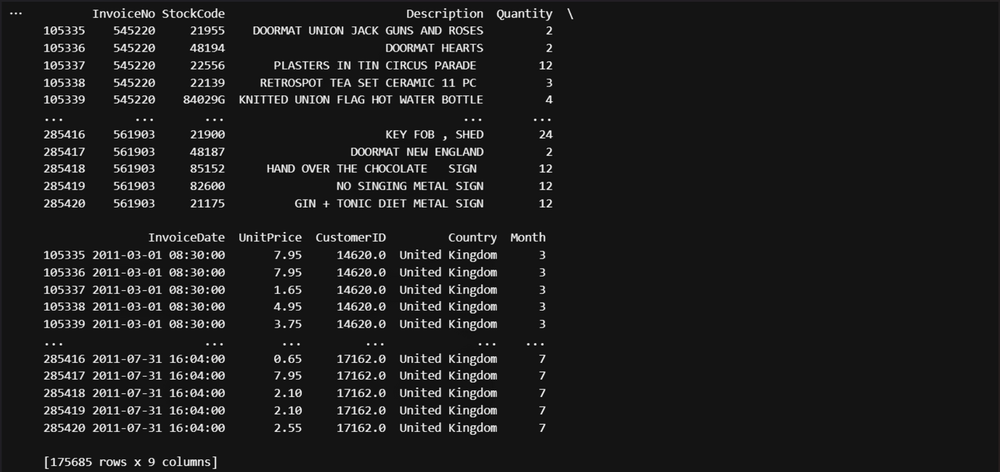 ...           InvoiceNo StockCode                          Description  Quantity  \
105335    545220     21955    DOORMAT UNION JACK GUNS AND ROSES         2
105336    545220     48194                       DOORMAT HEARTS         2
105337    545220     22556       PLASTERS IN TIN CIRCUS PARADE         12
105338    545220     22139     RETROSPOT TEA SET CERAMIC 11 PC          3
105339    545220    84029G  KNITTED UNION FLAG HOT WATER BOTTLE         4
...          ...       ...                                  ...       ...
285416    561903     21900                       KEY FOB , SHED        24
285417    561903     48187                  DOORMAT NEW ENGLAND         2
285418    561903     85152      HAND OVER THE CHOCOLATE   SIGN         12
285419    561903     82600                NO SINGING METAL SIGN        12
285420    561903     21175          GIN + TONIC DIET METAL SIGN        12
               InvoiceDate  UnitPrice  CustomerID         Country  Month
105335 2011-03-01 08:30:00       7.95     14620.0  United Kingdom      3
105336 2011-03-01 08:30:00       7.95     14620.0  United Kingdom      3
105337 2011-03-01 08:30:00       1.65     14620.0  United Kingdom      3
105338 2011-03-01 08:30:00       4.95     14620.0  United Kingdom      3
105339 2011-03-01 08:30:00       3.75     14620.0  United Kingdom      3
...                    ...        ...         ...             ...    ...
285416 2011-07-31 16:04:00       0.65     17162.0  United Kingdom      7
285417 2011-07-31 16:04:00       7.95     17162.0  United Kingdom      7
285418 2011-07-31 16:04:00       2.10     17162.0  United Kingdom      7
285419 2011-07-31 16:04:00       2.10     17162.0  United Kingdom      7
285420 2011-07-31 16:04:00       2.55     17162.0  United Kingdom      7
[175685 rows x 9 columns]